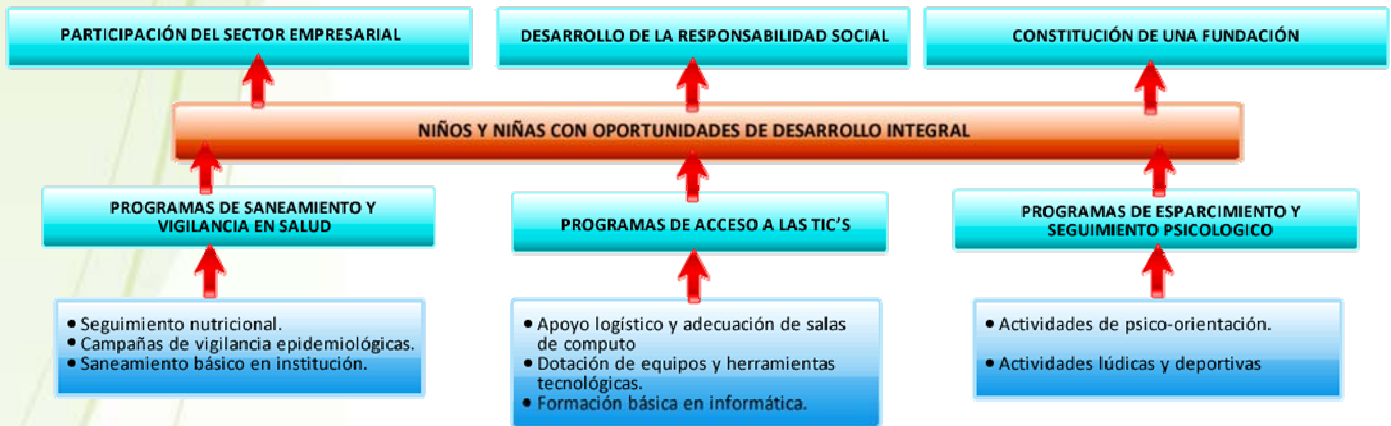 PARTICIPACIÓN DEL SECTOR EMPRESARIAL
DESARROLLO DE LA RESPONSABILIDAD SOCIAL
CONSTITUCIÓN DE UNA FUNDACIÓN
NIÑOS Y NIÑAS CON OPORTUNIDADES DE DESARROLLO INTEGRAL
PROGRAMAS DE SANEAMIENTO Y
VIGILANCIA EN SALUD
PROGRAMAS DE ACCESO A LAS TIC'S
PROGRAMAS DE ESPARCIMIENTO Y
SEGUIMIENTO PSICOLOGICO
• Seguimiento nutricional.
• Campañas de vigilancia epidemiológicas.
• Saneamiento básico en institución.
• Apoyo logístico y adecuación de salas
de computo
• Dotación de equipos y herramientas
tecnológicas.
• Formación básica en informática.
• Actividades de psico-orientación.
• Actividades lúdicas y deportivas